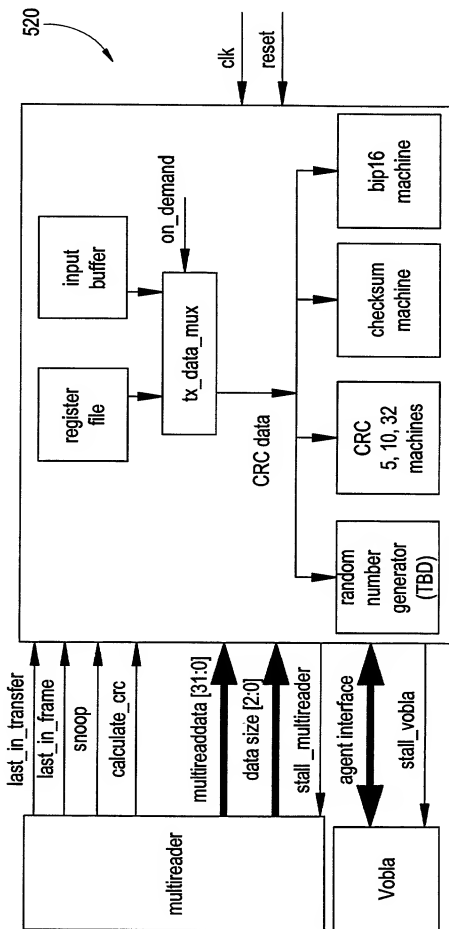 520
clk
reset
last_in_transfer
last_in_frame
snoop
calculate_crc
multireaddata [31:0]
data size [2:0]
stall_multireader
agent interface
stall_vobla
multireader
Vobla
register
file
input
buffer
on_demand
tx_data_mux
CRC data
random
number
generator
(TBD)
CRC
5, 10, 32
machines
checksum
machine
bip16
machine